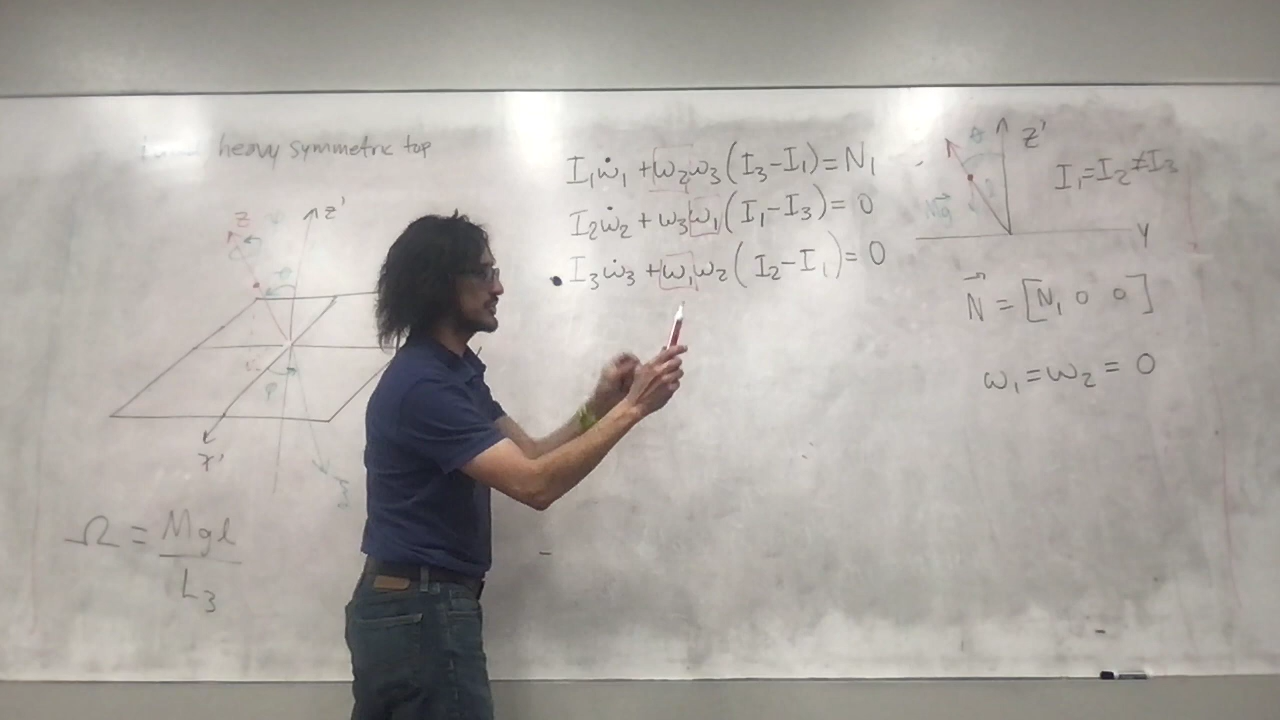 heavy symmetric top
z
z'
θ
φ
x'
Ω = Mgl / L₃
I₁ω̇₁ + ω₂ω₃(I₃-I₁) = N₁
I₂ω̇₂ + ω₃ω₁(I₁-I₃) = 0
I₃ω̇₃ + ω₁ω₂(I₂-I₁) = 0
θ
z'
l
Mg⃗
Y
I₁=I₂≠I₃
N⃗ = [N₁ 0 0]
ω₁=ω₂ = 0